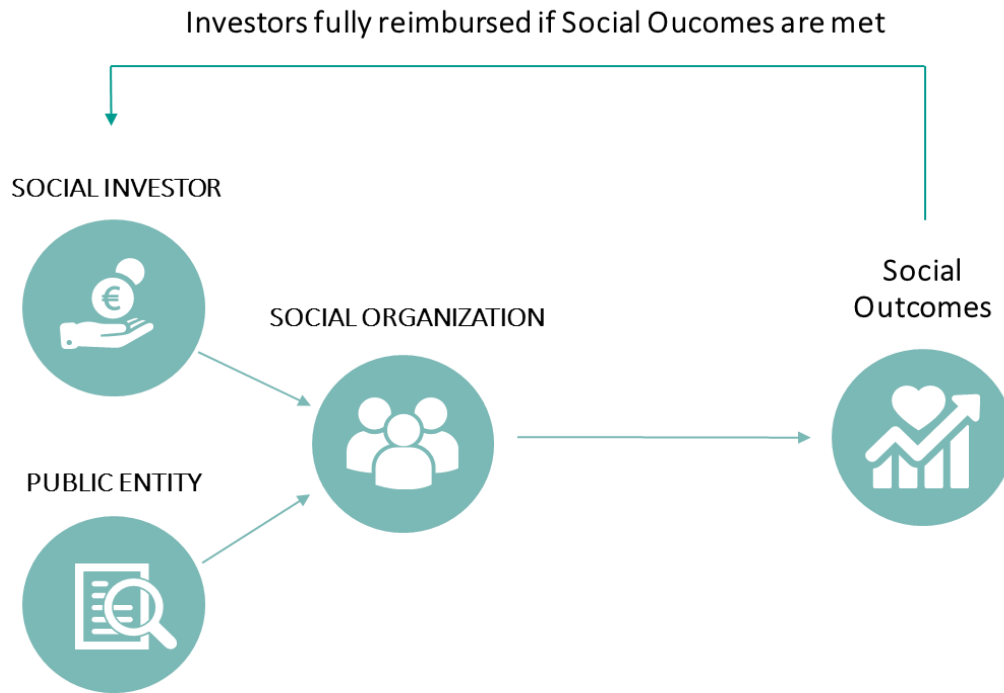 Investors fully reimbursed if Social Oucomes are met
SOCIAL INVESTOR
€
SOCIAL ORGANIZATION
PUBLIC ENTITY
Social
Outcomes